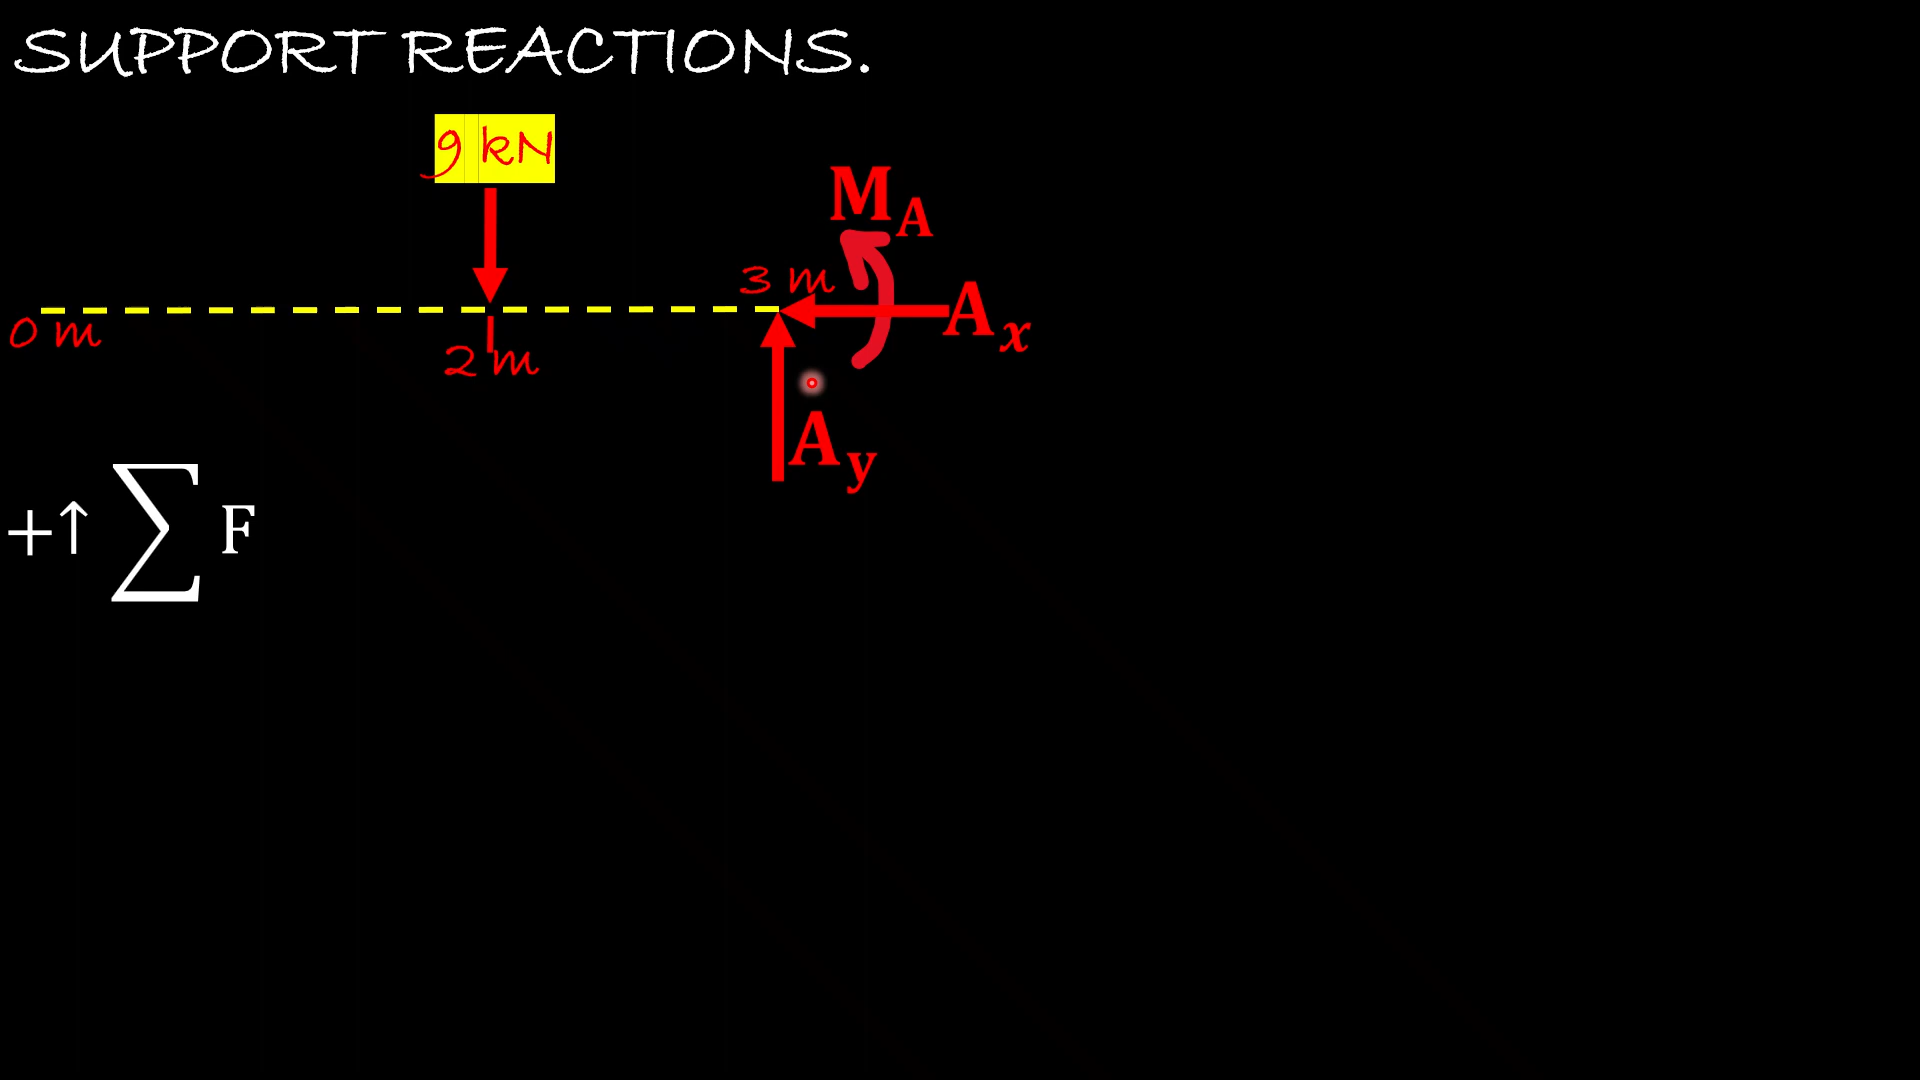 SUPPORT REACTIONS.
9 kN
M_A
3 m
A_x
0 m
2 m
A_y
+↑∑F